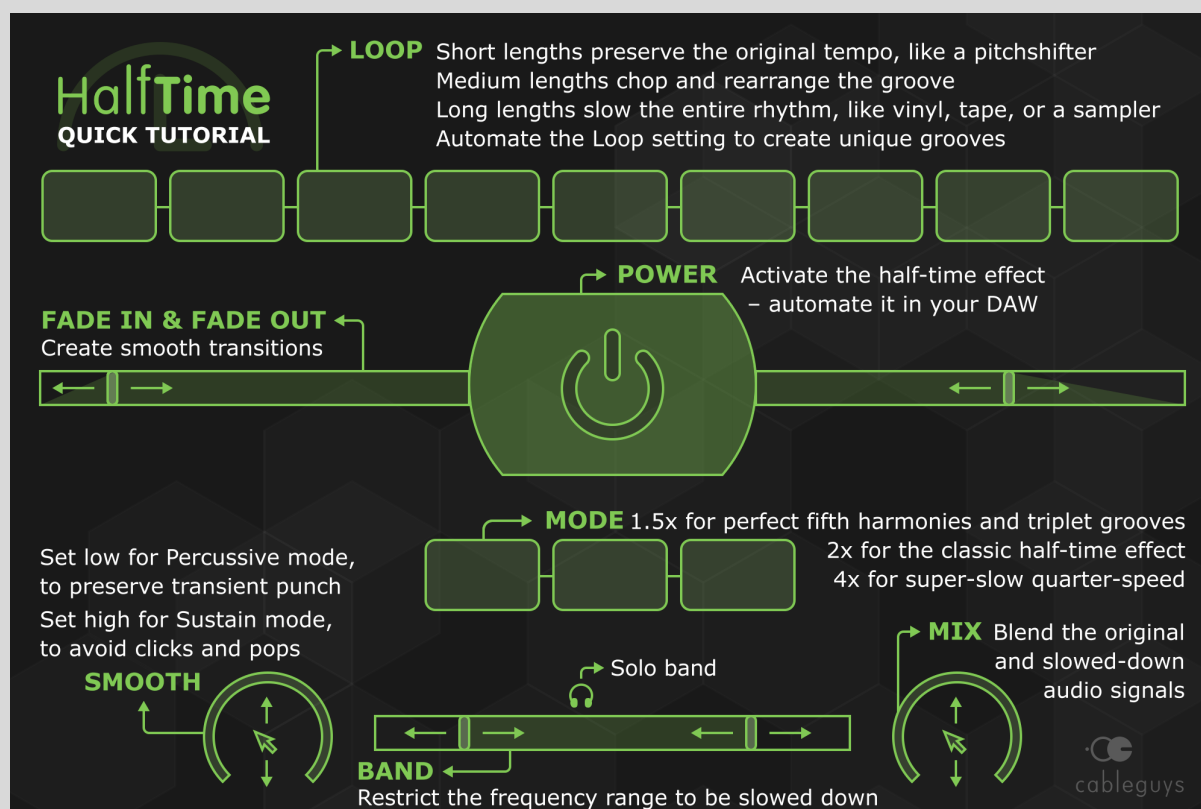 HalfTime
QUICK TUTORIAL
LOOP Short lengths preserve the original tempo, like a pitchshifter
Medium lengths chop and rearrange the groove
Long lengths slow the entire rhythm, like vinyl, tape, or a sampler
Automate the Loop setting to create unique grooves
POWER Activate the half-time effect
– automate it in your DAW
FADE IN & FADE OUT
Create smooth transitions
MODE 1.5x for perfect fifth harmonies and triplet grooves
2x for the classic half-time effect
4x for super-slow quarter-speed
Set low for Percussive mode,
to preserve transient punch
Set high for Sustain mode,
to avoid clicks and pops
SMOOTH
Solo band
BAND
Restrict the frequency range to be slowed down
MIX Blend the original
and slowed-down
audio signals
cableguys